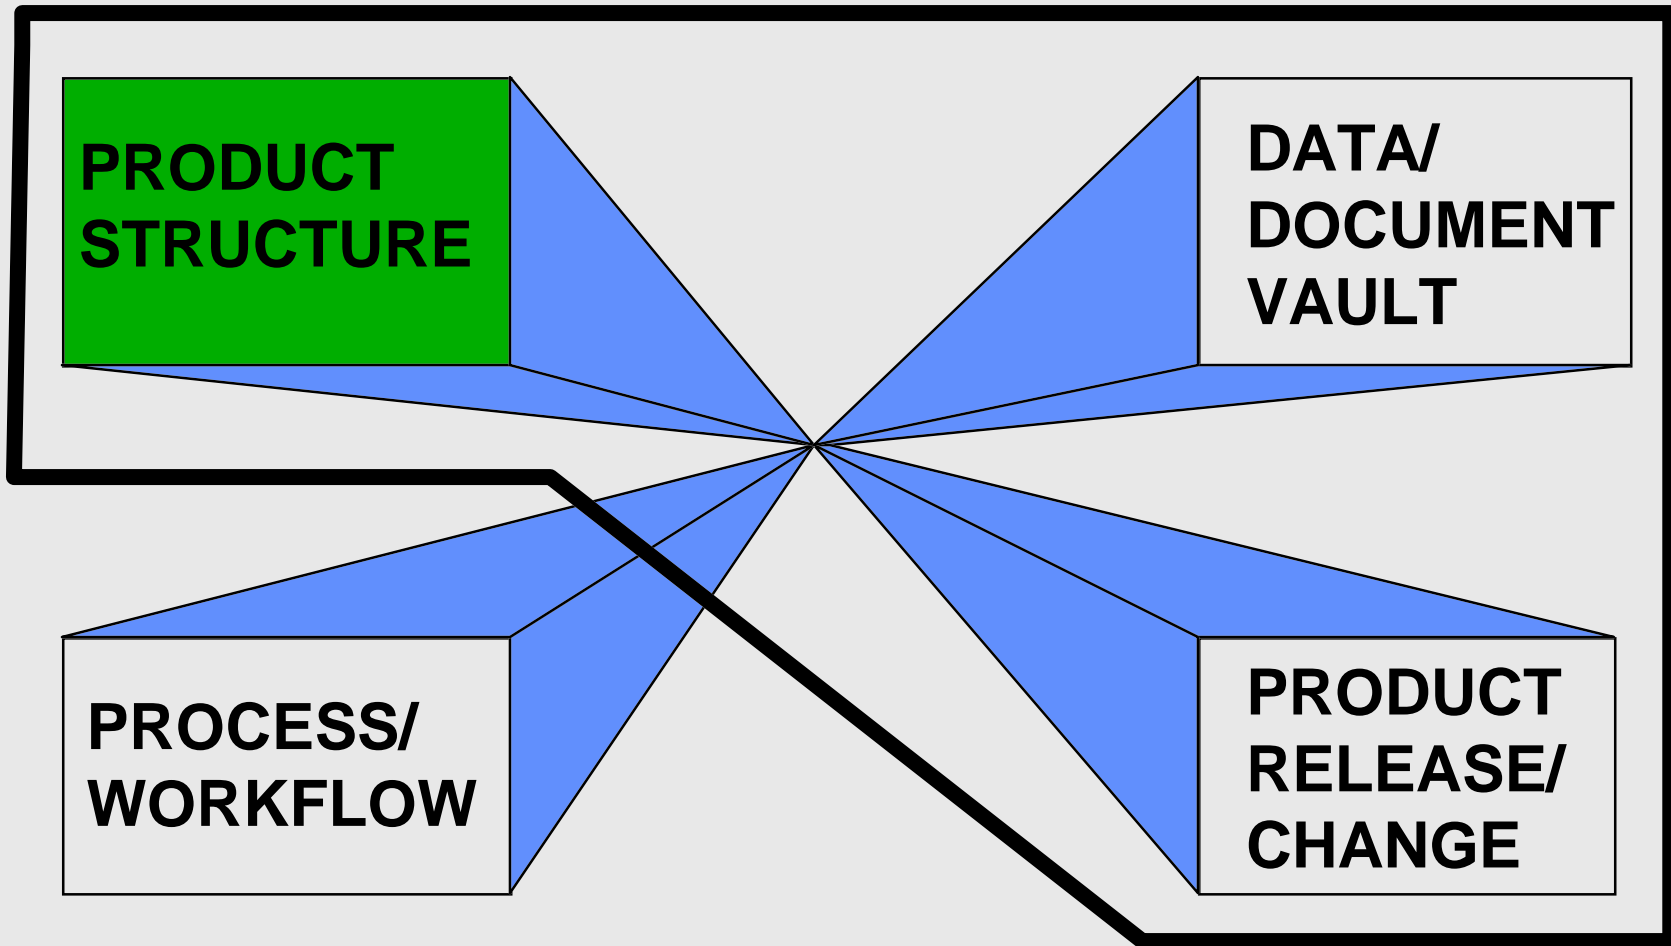 PRODUCT
STRUCTURE
DATA/
DOCUMENT
VAULT
PROCESS/
WORKFLOW
PRODUCT
RELEASE/
CHANGE